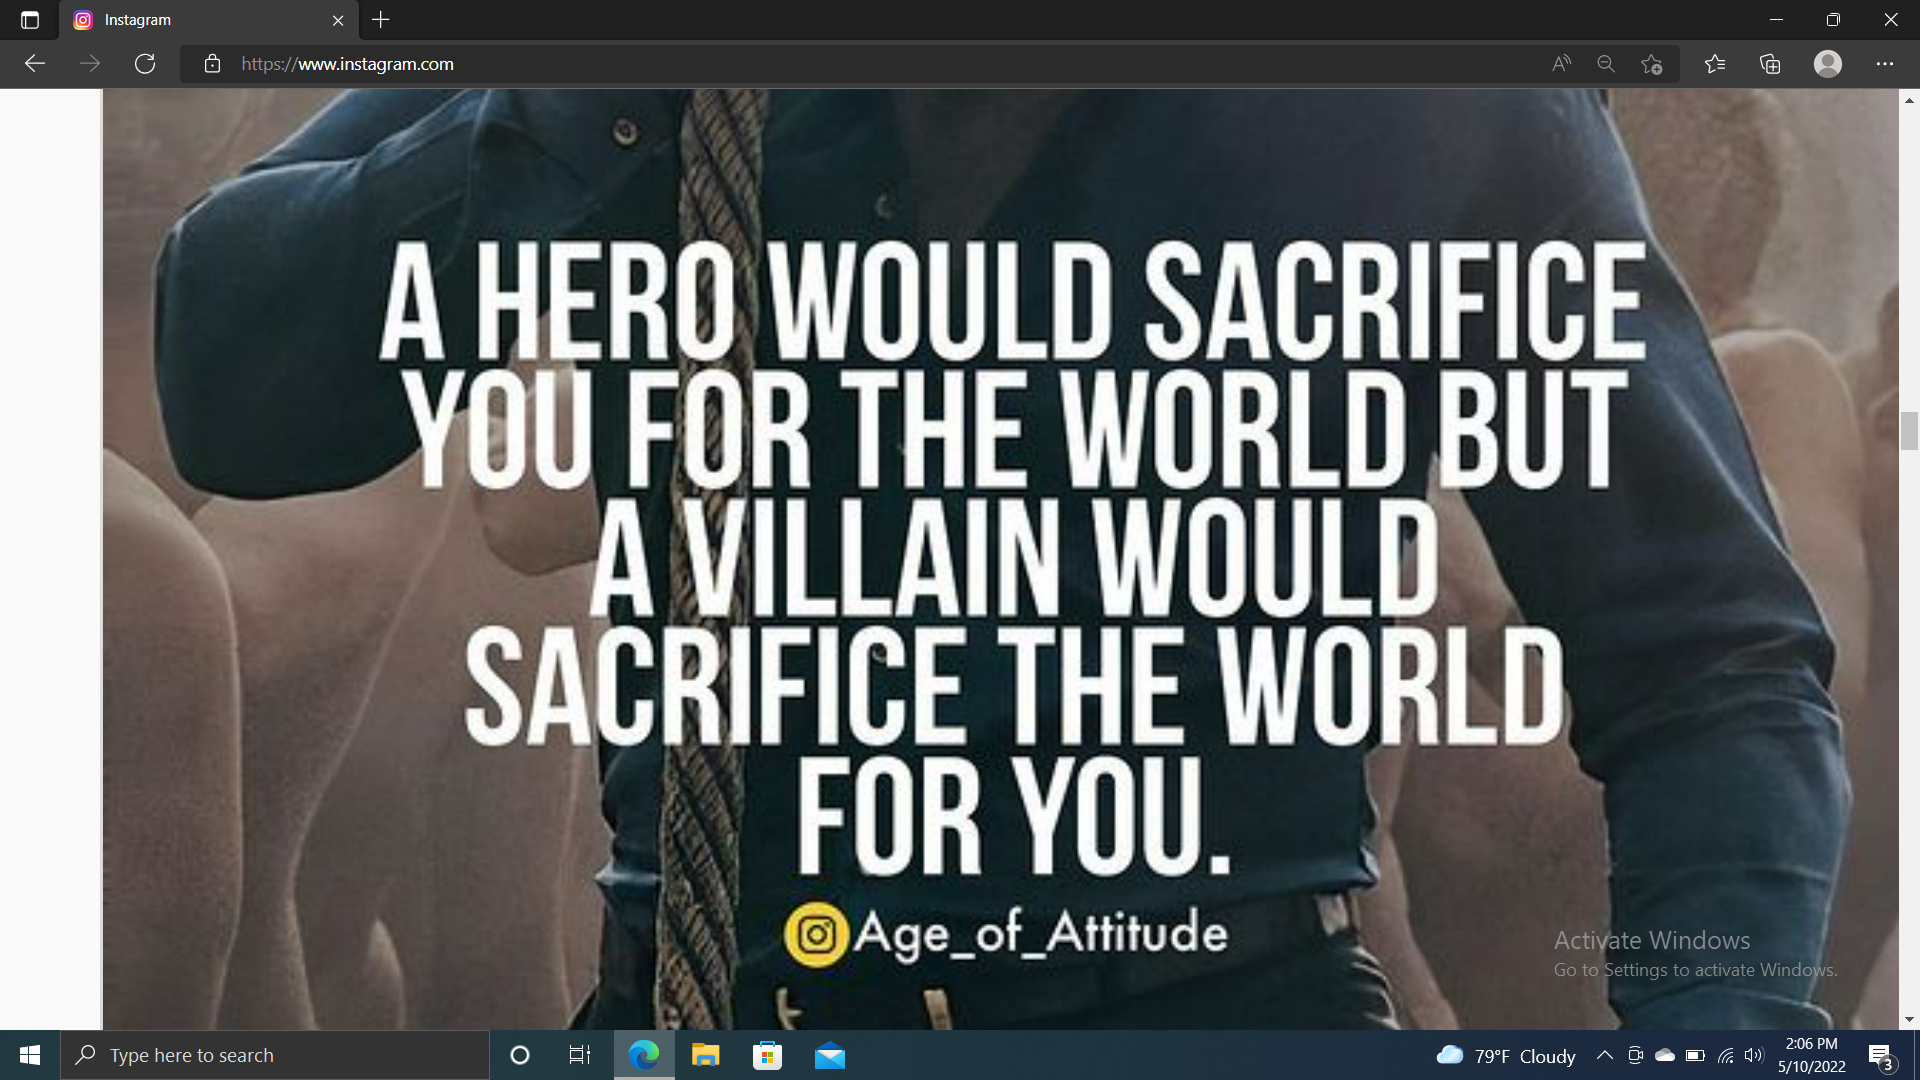 Instagram
https://www.instagram.com
A HERO WOULD SACRIFICE
YOU FOR THE WORLD BUT
A VILLAIN WOULD
SACRIFICE THE WORLD
FOR YOU.
Age_of_Attitude
Activate Windows
Go to Settings to activate Windows.
Type here to search
79°F Cloudy
2:06 PM
5/10/2022
3